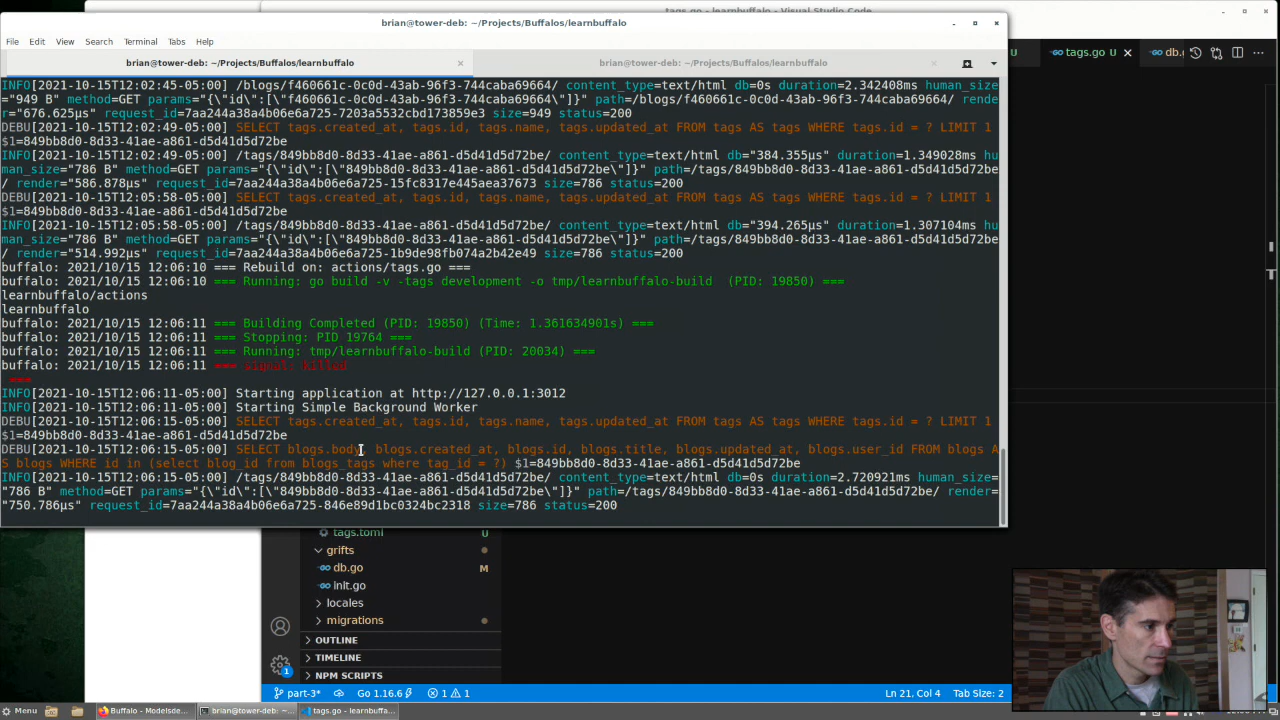 tags.go - learnbuffalo - Visual Studio Code
brian@tower-deb: ~/Projects/Buffalos/learnbuffalo
File Edit View Search Terminal Tabs Help
brian@tower-deb: ~/Projects/Buffalos/learnbuffalo
brian@tower-deb: ~/Projects/Buffalos/learnbuffalo
U
tags.go U
db.
INFO[2021-10-15T12:02:45-05:00] /blogs/f460661c-0c0d-43ab-96f3-744caba69664/ content_type=text/html db=0s duration=2.342408ms human_size
="949 B" method=GET params="{\"id\":[\"f460661c-0c0d-43ab-96f3-744caba69664\"]}" path=/blogs/f460661c-0c0d-43ab-96f3-744caba69664/ rende
r="676.625µs" request_id=7aa244a38a4b06e6a725-7203a5532cbd173859e3 size=949 status=200
DEBU[2021-10-15T12:02:49-05:00] SELECT tags.created_at, tags.id, tags.name, tags.updated_at FROM tags AS tags WHERE tags.id = ? LIMIT 1
$1=849bb8d0-8d33-41ae-a861-d5d41d5d72be
INFO[2021-10-15T12:02:49-05:00] /tags/849bb8d0-8d33-41ae-a861-d5d41d5d72be/ content_type=text/html db="384.355µs" duration=1.349028ms hu
man_size="786 B" method=GET params="{\"id\":[\"849bb8d0-8d33-41ae-a861-d5d41d5d72be\"]}" path=/tags/849bb8d0-8d33-41ae-a861-d5d41d5d72be
/ render="586.878µs" request_id=7aa244a38a4b06e6a725-15fc8317e445aea37673 size=786 status=200
DEBU[2021-10-15T12:05:58-05:00] SELECT tags.created_at, tags.id, tags.name, tags.updated_at FROM tags AS tags WHERE tags.id = ? LIMIT 1
$1=849bb8d0-8d33-41ae-a861-d5d41d5d72be
INFO[2021-10-15T12:05:58-05:00] /tags/849bb8d0-8d33-41ae-a861-d5d41d5d72be/ content_type=text/html db="394.265µs" duration=1.307104ms hu
man_size="786 B" method=GET params="{\"id\":[\"849bb8d0-8d33-41ae-a861-d5d41d5d72be\"]}" path=/tags/849bb8d0-8d33-41ae-a861-d5d41d5d72be
/ render="514.992µs" request_id=7aa244a38a4b06e6a725-1b9de98fb074a2b42e49 size=786 status=200
buffalo: 2021/10/15 12:06:10 === Rebuild on: actions/tags.go ===
buffalo: 2021/10/15 12:06:10 === Running: go build -v -tags development -o tmp/learnbuffalo-build  (PID: 19850) ===
learnbuffalo/actions
learnbuffalo
buffalo: 2021/10/15 12:06:11 === Building Completed (PID: 19850) (Time: 1.361634901s) ===
buffalo: 2021/10/15 12:06:11 === Stopping: PID 19764 ===
buffalo: 2021/10/15 12:06:11 === Running: tmp/learnbuffalo-build (PID: 20034) ===
buffalo: 2021/10/15 12:06:11 === signal: killed
===
INFO[2021-10-15T12:06:11-05:00] Starting application at http://127.0.0.1:3012
INFO[2021-10-15T12:06:11-05:00] Starting Simple Background Worker
DEBU[2021-10-15T12:06:15-05:00] SELECT tags.created_at, tags.id, tags.name, tags.updated_at FROM tags AS tags WHERE tags.id = ? LIMIT 1
$1=849bb8d0-8d33-41ae-a861-d5d41d5d72be
DEBU[2021-10-15T12:06:15-05:00] SELECT blogs.body, blogs.created_at, blogs.id, blogs.title, blogs.updated_at, blogs.user_id FROM blogs A
S blogs WHERE id in (select blog_id from blogs_tags where tag_id = ?) $1=849bb8d0-8d33-41ae-a861-d5d41d5d72be
INFO[2021-10-15T12:06:15-05:00] /tags/849bb8d0-8d33-41ae-a861-d5d41d5d72be/ content_type=text/html db=0s duration=2.720921ms human_size=
"786 B" method=GET params="{\"id\":[\"849bb8d0-8d33-41ae-a861-d5d41d5d72be\"]}" path=/tags/849bb8d0-8d33-41ae-a861-d5d41d5d72be/ render=
"750.786µs" request_id=7aa244a38a4b06e6a725-846e89d1bc0324bc2318 size=786 status=200
tags.toml U
grifts
db.go M
init.go
locales
migrations
OUTLINE
TIMELINE
NPM SCRIPTS
1
part-3* Go 1.16.6 1 1 Ln 21, Col 4 Tab Size: 2
Menu Buffalo - Modelsde... brian@tower-deb: ~... tags.go - learnbuffa...